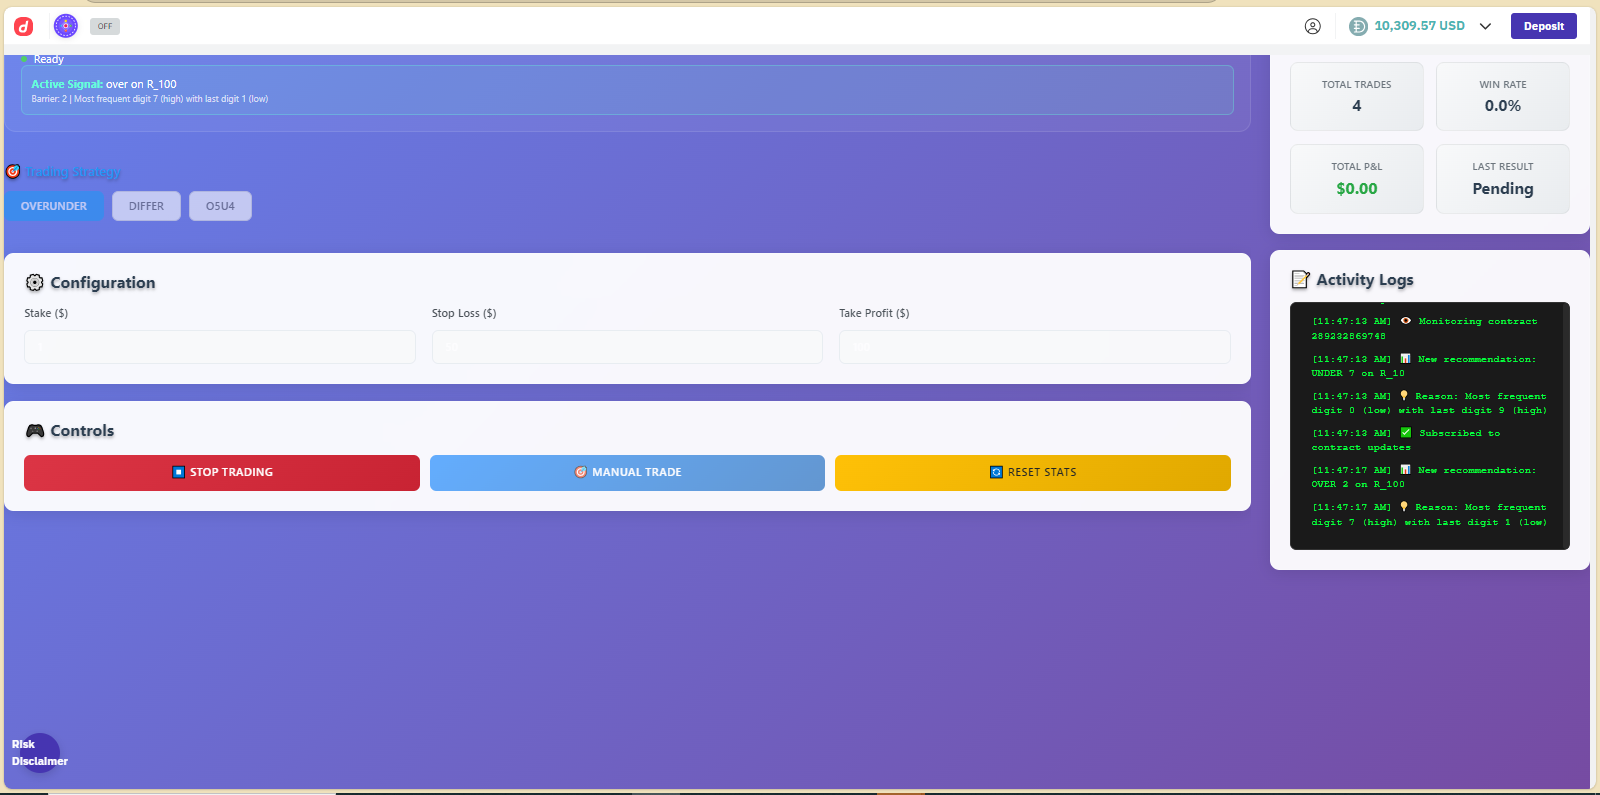 OFF
10,309.57 USD
Deposit
Ready
Active Signal: over on R_100
Barrier: 2 | Most frequent digit 7 (high) with last digit 1 (low)
Trading Strategy
OVERUNDER
DIFFER
O5U4
Configuration
Stake ($)
Stop Loss ($)
Take Profit ($)
Controls
STOP TRADING
MANUAL TRADE
RESET STATS
Risk
Disclaimer
TOTAL TRADES
4
WIN RATE
0.0%
TOTAL P&L
$0.00
LAST RESULT
Pending
Activity Logs
[11:47:13 AM] Monitoring contract
289232869748
[11:47:13 AM] New recommendation:
UNDER 7 on R_10
[11:47:13 AM] Reason: Most frequent
digit 0 (low) with last digit 9 (high)
[11:47:13 AM] Subscribed to
contract updates
[11:47:17 AM] New recommendation:
OVER 2 on R_100
[11:47:17 AM] Reason: Most frequent
digit 7 (high) with last digit 1 (low)